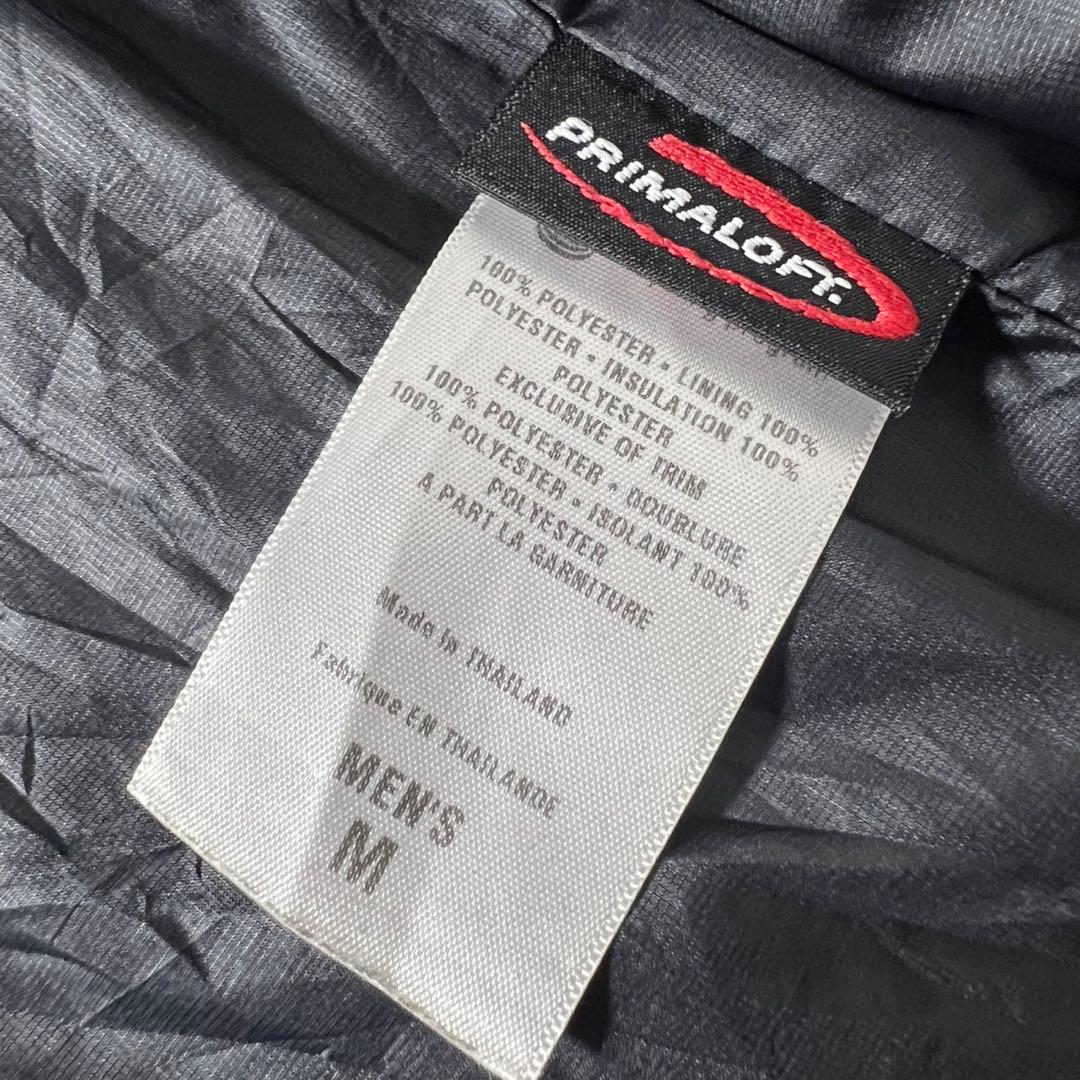 PRIMALOFT.
100% POLYESTER • LINING 100%
POLYESTER • INSULATION 100%
POLYESTER
EXCLUSIVE OF TRIM
100% POLYESTER • DOUBLURE
100% POLYESTER • ISOLANT 100%
POLYESTER
A PART LA GARNITURE
Made in THAILAND
Fabrique EN THAILANDE
MEN'S
M